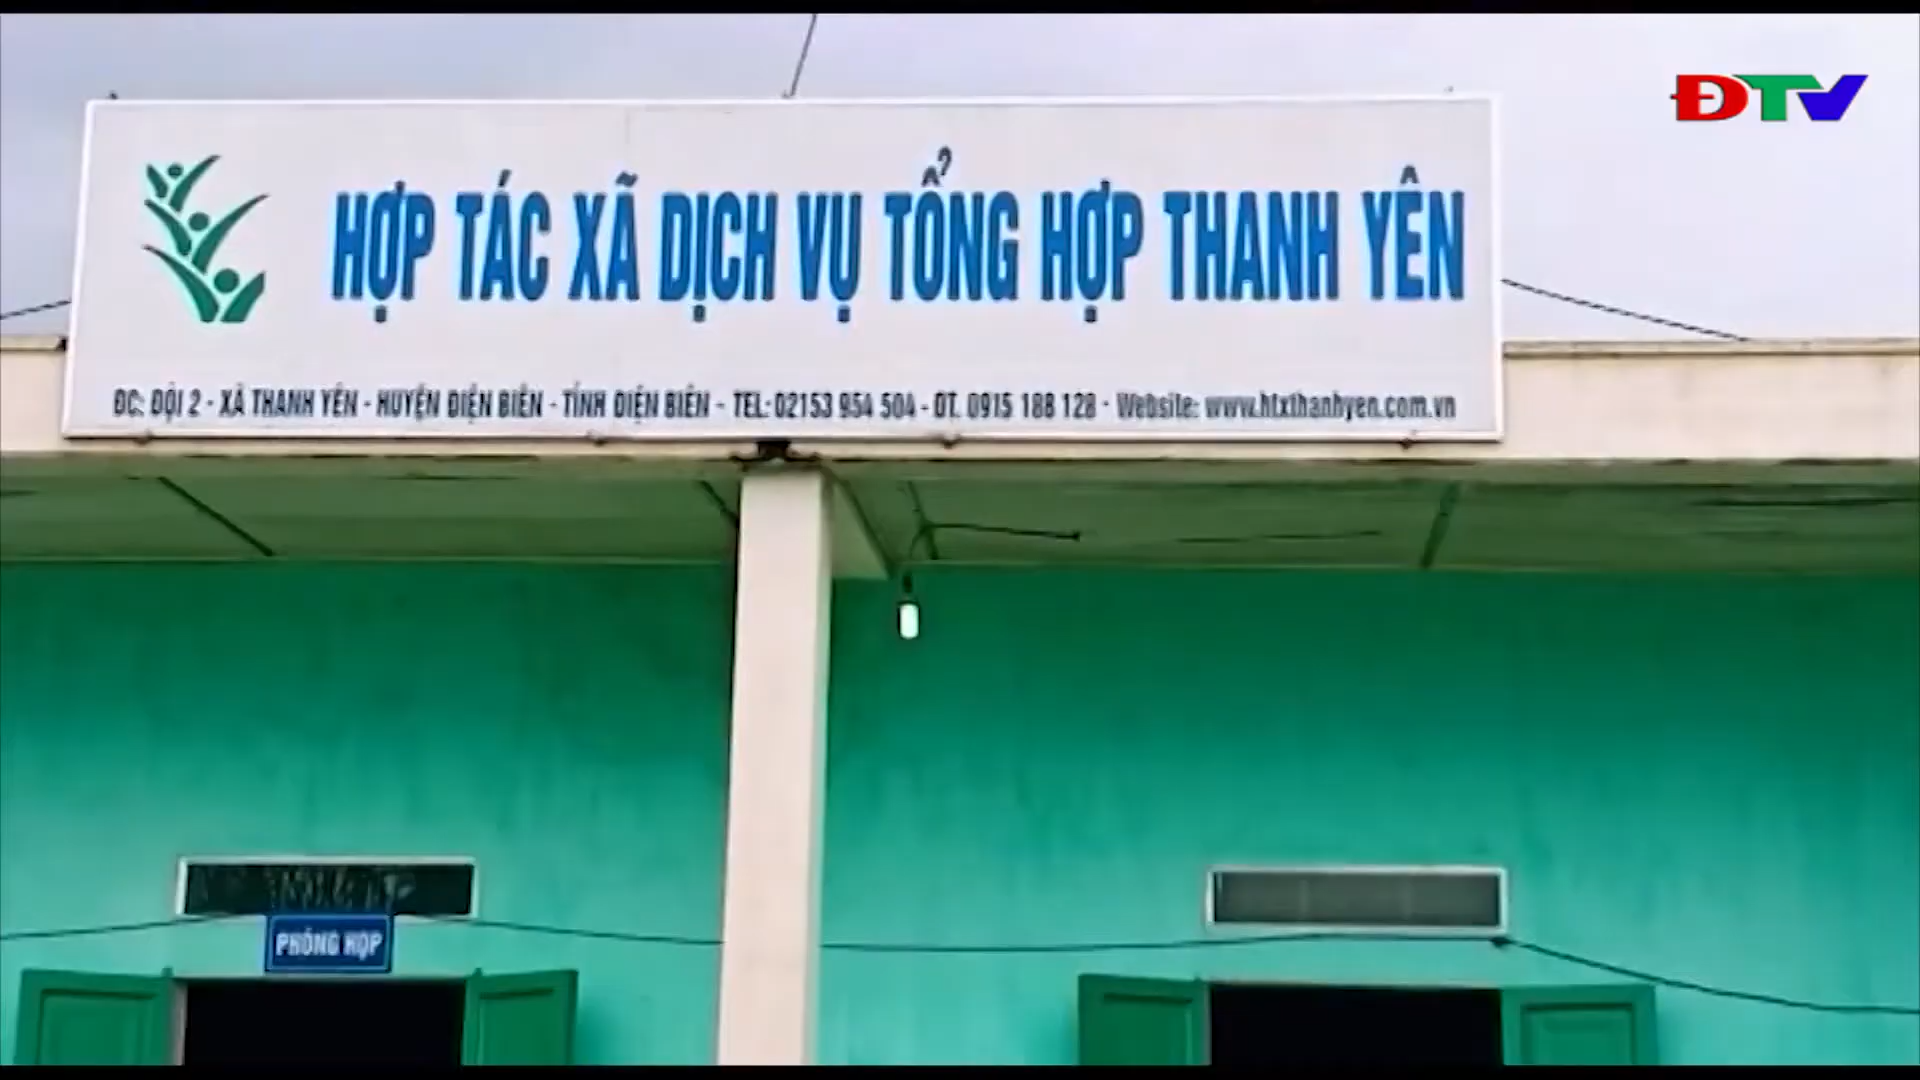 ĐTV
HỢP TÁC XÃ DỊCH VỤ TỔNG HỢP THANH YÊN
ĐC: ĐỘI 2 - XÃ THANH YÊN - HUYỆN ĐIỆN BIÊN - TỈNH ĐIỆN BIÊN - TEL: 02153 954 504 - ĐT. 0915 188 128 - Website: www.htxthanhyen.com.vn
PHÒNG HỌP